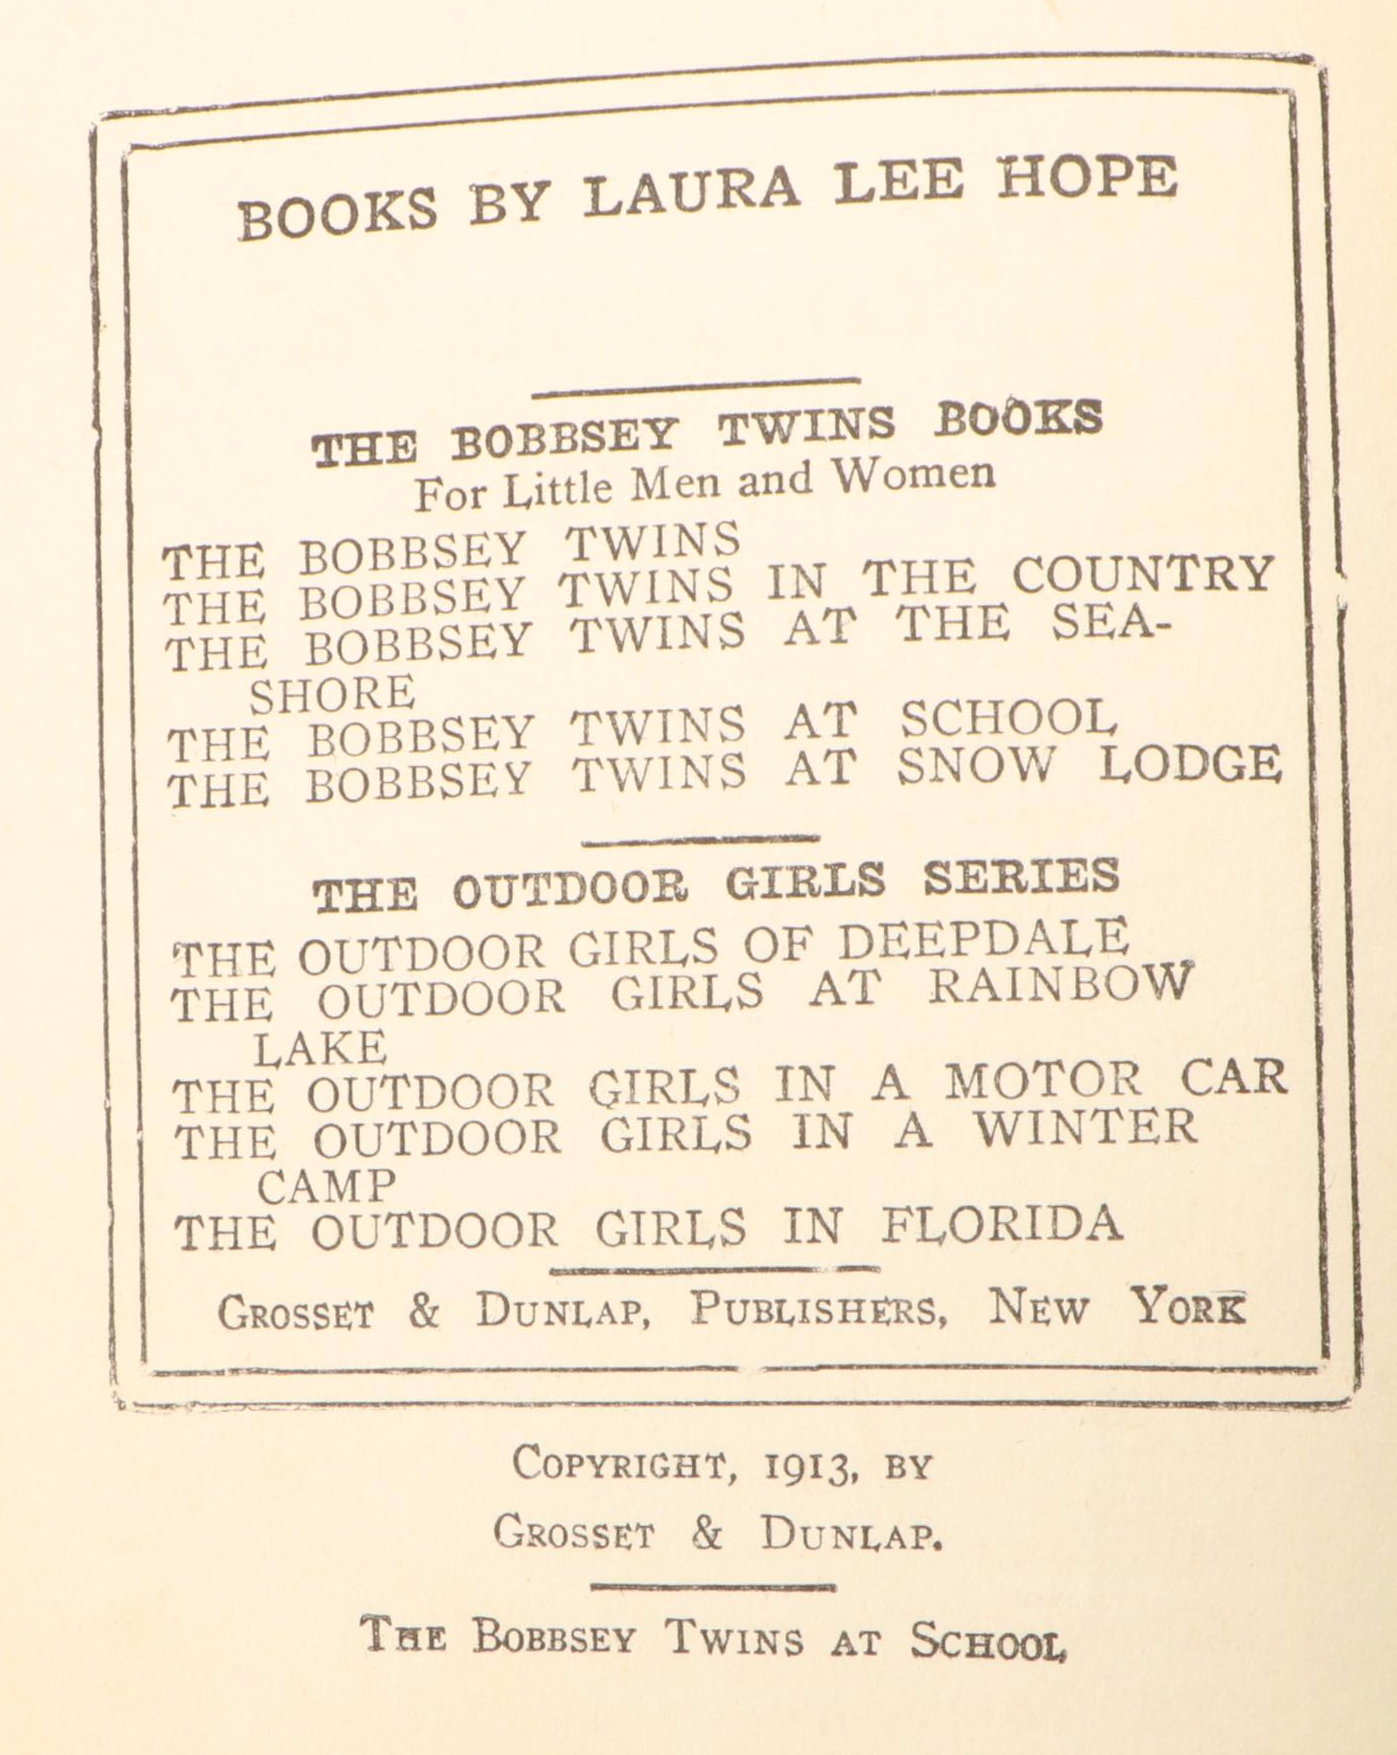 BOOKS BY LAURA LEE HOPE
THE BOBBSEY TWINS BOOKS
For Little Men and Women
THE BOBBSEY TWINS
THE BOBBSEY TWINS IN THE COUNTRY
THE BOBBSEY TWINS AT THE SEA-
SHORE
THE BOBBSEY TWINS AT SCHOOL
THE BOBBSEY TWINS AT SNOW LODGE
THE OUTDOOR GIRLS SERIES
THE OUTDOOR GIRLS OF DEEPDALE
THE OUTDOOR GIRLS AT RAINBOW
LAKE
THE OUTDOOR GIRLS IN A MOTOR CAR
THE OUTDOOR GIRLS IN A WINTER
CAMP
THE OUTDOOR GIRLS IN FLORIDA
GROSSET & DUNLAP, PUBLISHERS, NEW YORK
COPYRIGHT, 1913, BY
GROSSET & DUNLAP.
THE BOBBSEY TWINS AT SCHOOL